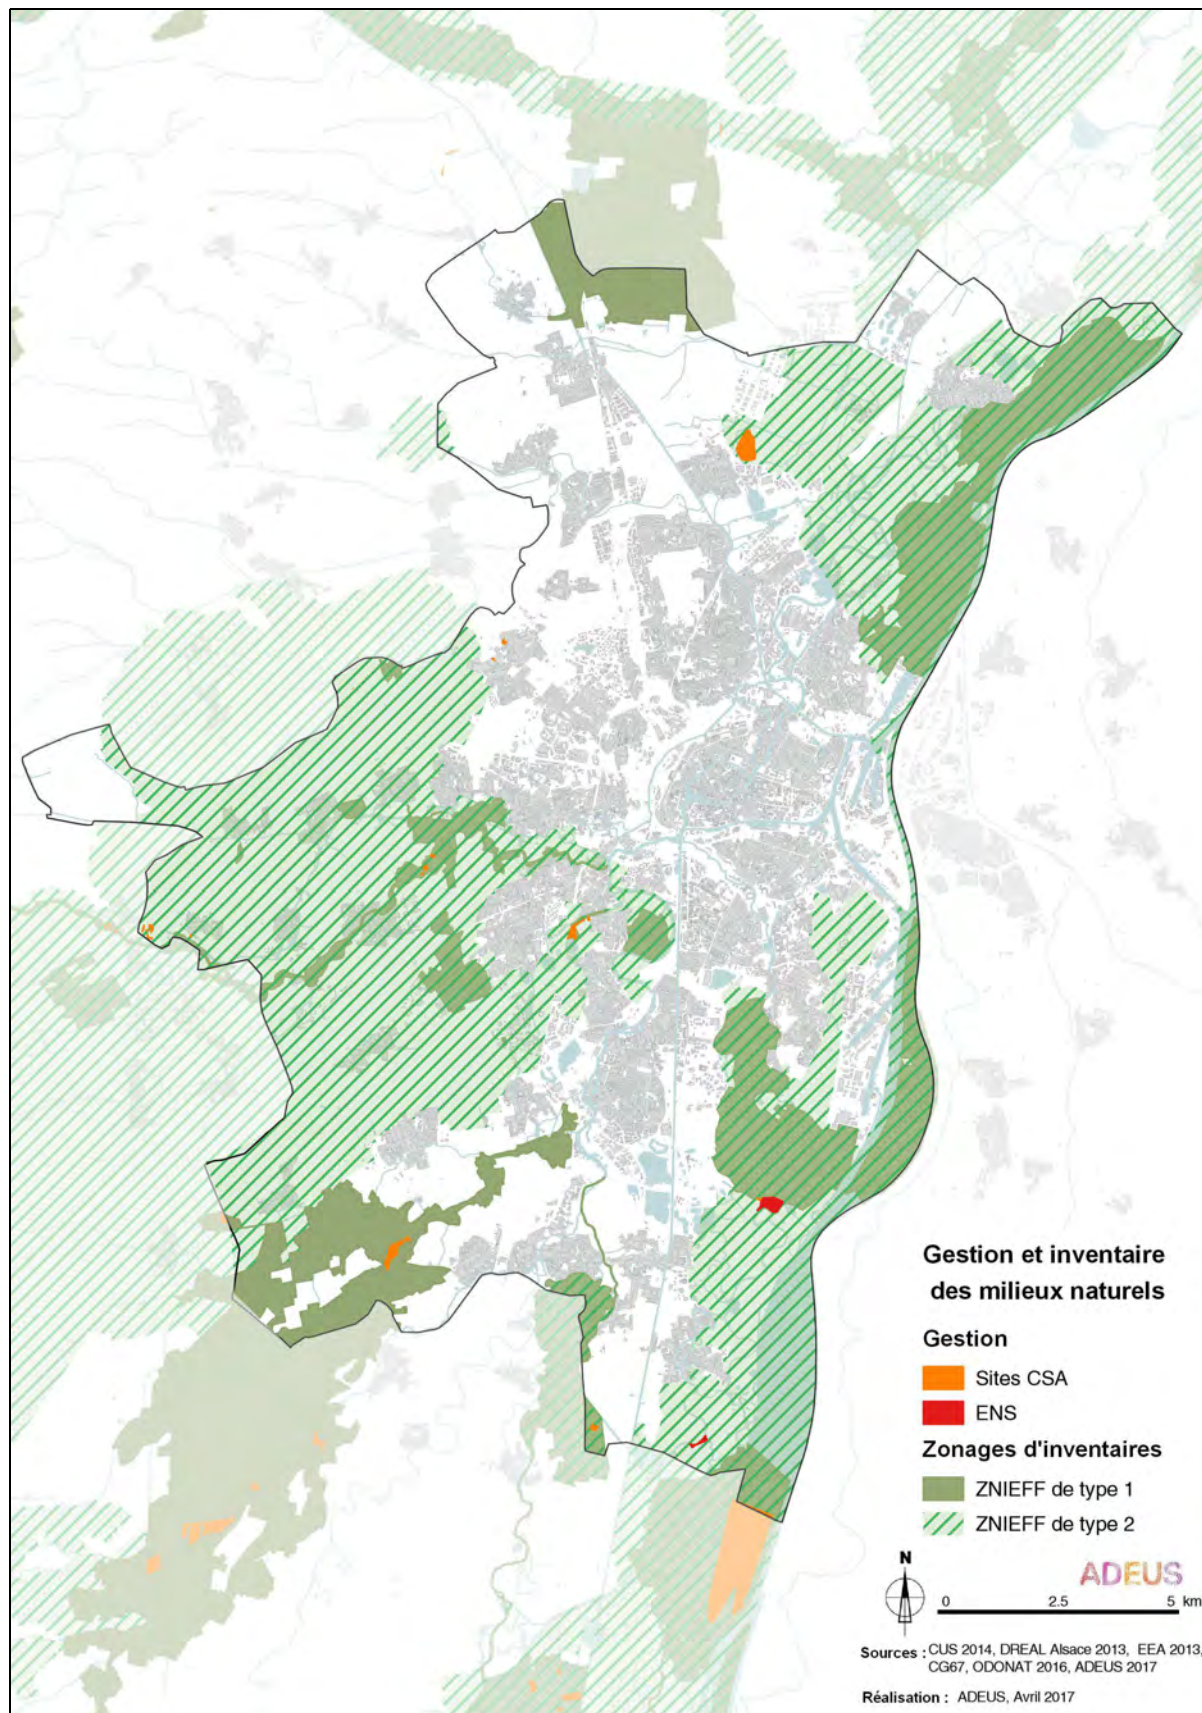 Gestion et inventaire
des milieux naturels
Gestion
Sites CSA
ENS
Zonages d'inventaires
ZNIEFF de type 1
ZNIEFF de type 2
N
ADEUS
0 2.5 5 km
Sources : CUS 2014, DREAL Alsace 2013, EEA 2013,
CG67, ODONAT 2016, ADEUS 2017
Réalisation : ADEUS, Avril 2017